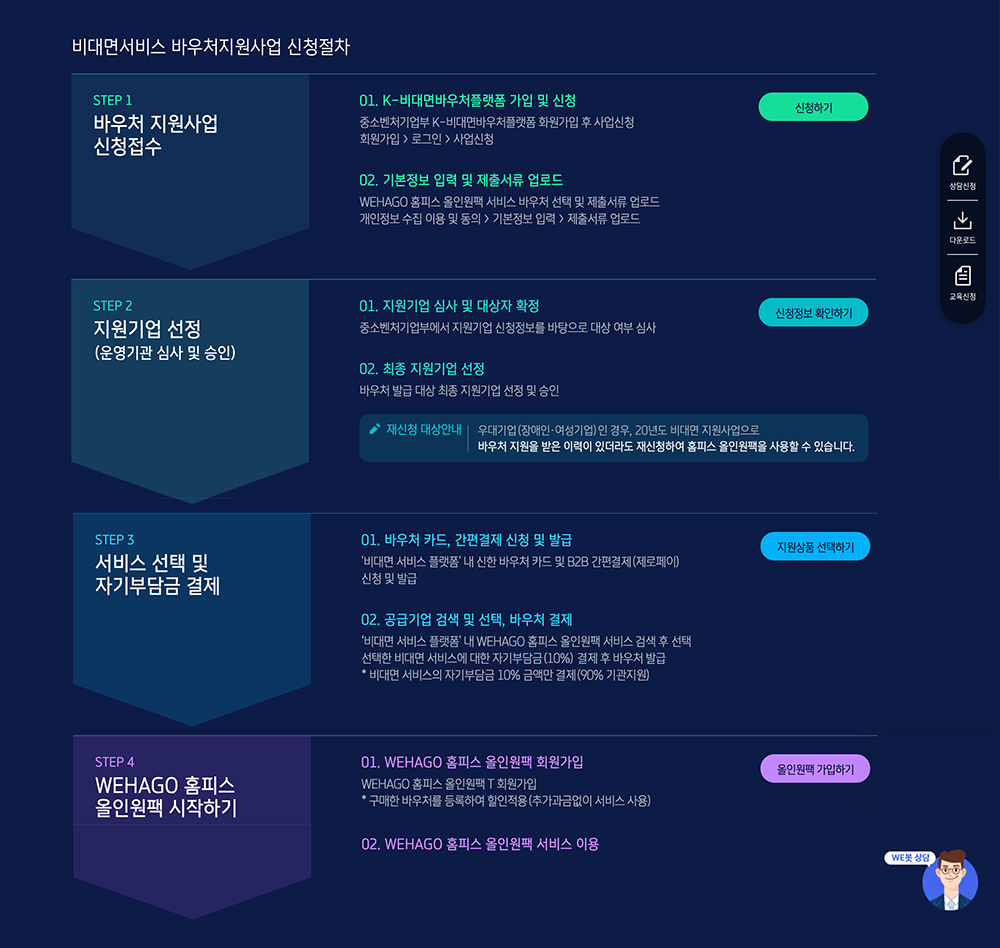 비대면서비스 바우처지원사업 신청절차
STEP 1
바우처 지원사업
신청접수
01. K-비대면바우처플랫폼 가입 및 신청
중소벤처기업부 K-비대면바우처플랫폼 화원가입 후 사업신청
회원가입 > 로그인 > 사업신청
신청하기
02. 기본정보 입력 및 제출서류 업로드
WEHAGO 홈피스 올인원팩 서비스 바우처 선택 및 제출서류 업로드
개인정보 수집 이용 및 동의 > 기본정보 입력 > 제출서류 업로드
STEP 2
지원기업 선정
(운영기관 심사 및 승인)
01. 지원기업 심사 및 대상자 확정
중소벤처기업부에서 지원기업 신청정보를 바탕으로 대상 여부 심사
신청정보 확인하기
02. 최종 지원기업 선정
바우처 발급 대상 최종 지원기업 선정 및 승인
재신청 대상안내
우대기업(장애인·여성기업)인 경우, 20년도 비대면 지원사업으로
바우처 지원을 받은 이력이 있더라도 재신청하여 홈피스 올인원팩을 사용할 수 있습니다.
STEP 3
서비스 선택 및
자기부담금 결제
01. 바우처 카드, 간편결제 신청 및 발급
'비대면 서비스 플랫폼' 내 신한 바우처 카드 및 B2B 간편결제(제로페이)
신청 및 발급
지원상품 선택하기
02. 공급기업 검색 및 선택, 바우처 결제
'비대면 서비스 플랫폼' 내 WEHAGO 홈피스 올인원팩 서비스 검색 후 선택
선택한 비대면 서비스에 대한 자기부담금(10%) 결제 후 바우처 발급
* 비대면 서비스의 자기부담금 10% 금액만 결제(90% 기관지원)
STEP 4
WEHAGO 홈피스
올인원팩 시작하기
01. WEHAGO 홈피스 올인원팩 회원가입
WEHAGO 홈피스 올인원팩 T 회원가입
* 구매한 바우처를 등록하여 할인적용(추가과금없이 서비스 사용)
올인원팩 가입하기
02. WEHAGO 홈피스 올인원팩 서비스 이용
상담신청
다운로드
교육신청
WE봇 상담